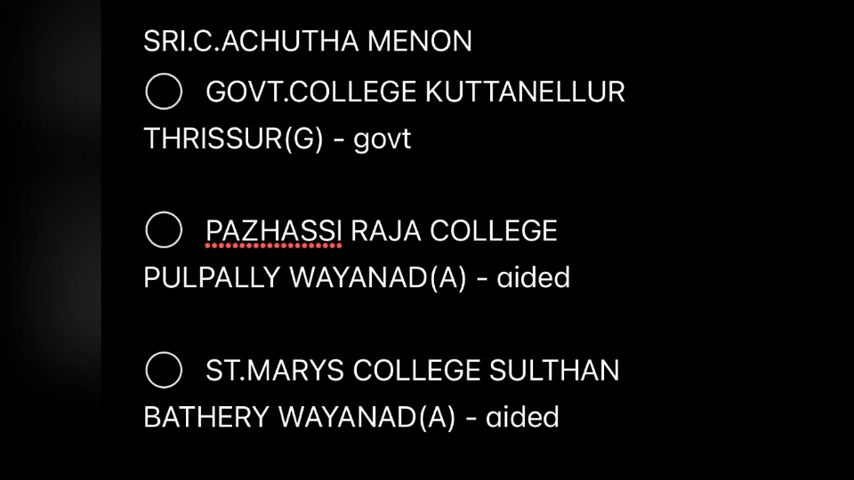 SRI.C.ACHUTHA MENON
GOVT.COLLEGE KUTTANELLUR
THRISSUR(G) - govt
PAZHASSI RAJA COLLEGE
PULPALLY WAYANAD(A) - aided
ST.MARYS COLLEGE SULTHAN
BATHERY WAYANAD(A) - aided